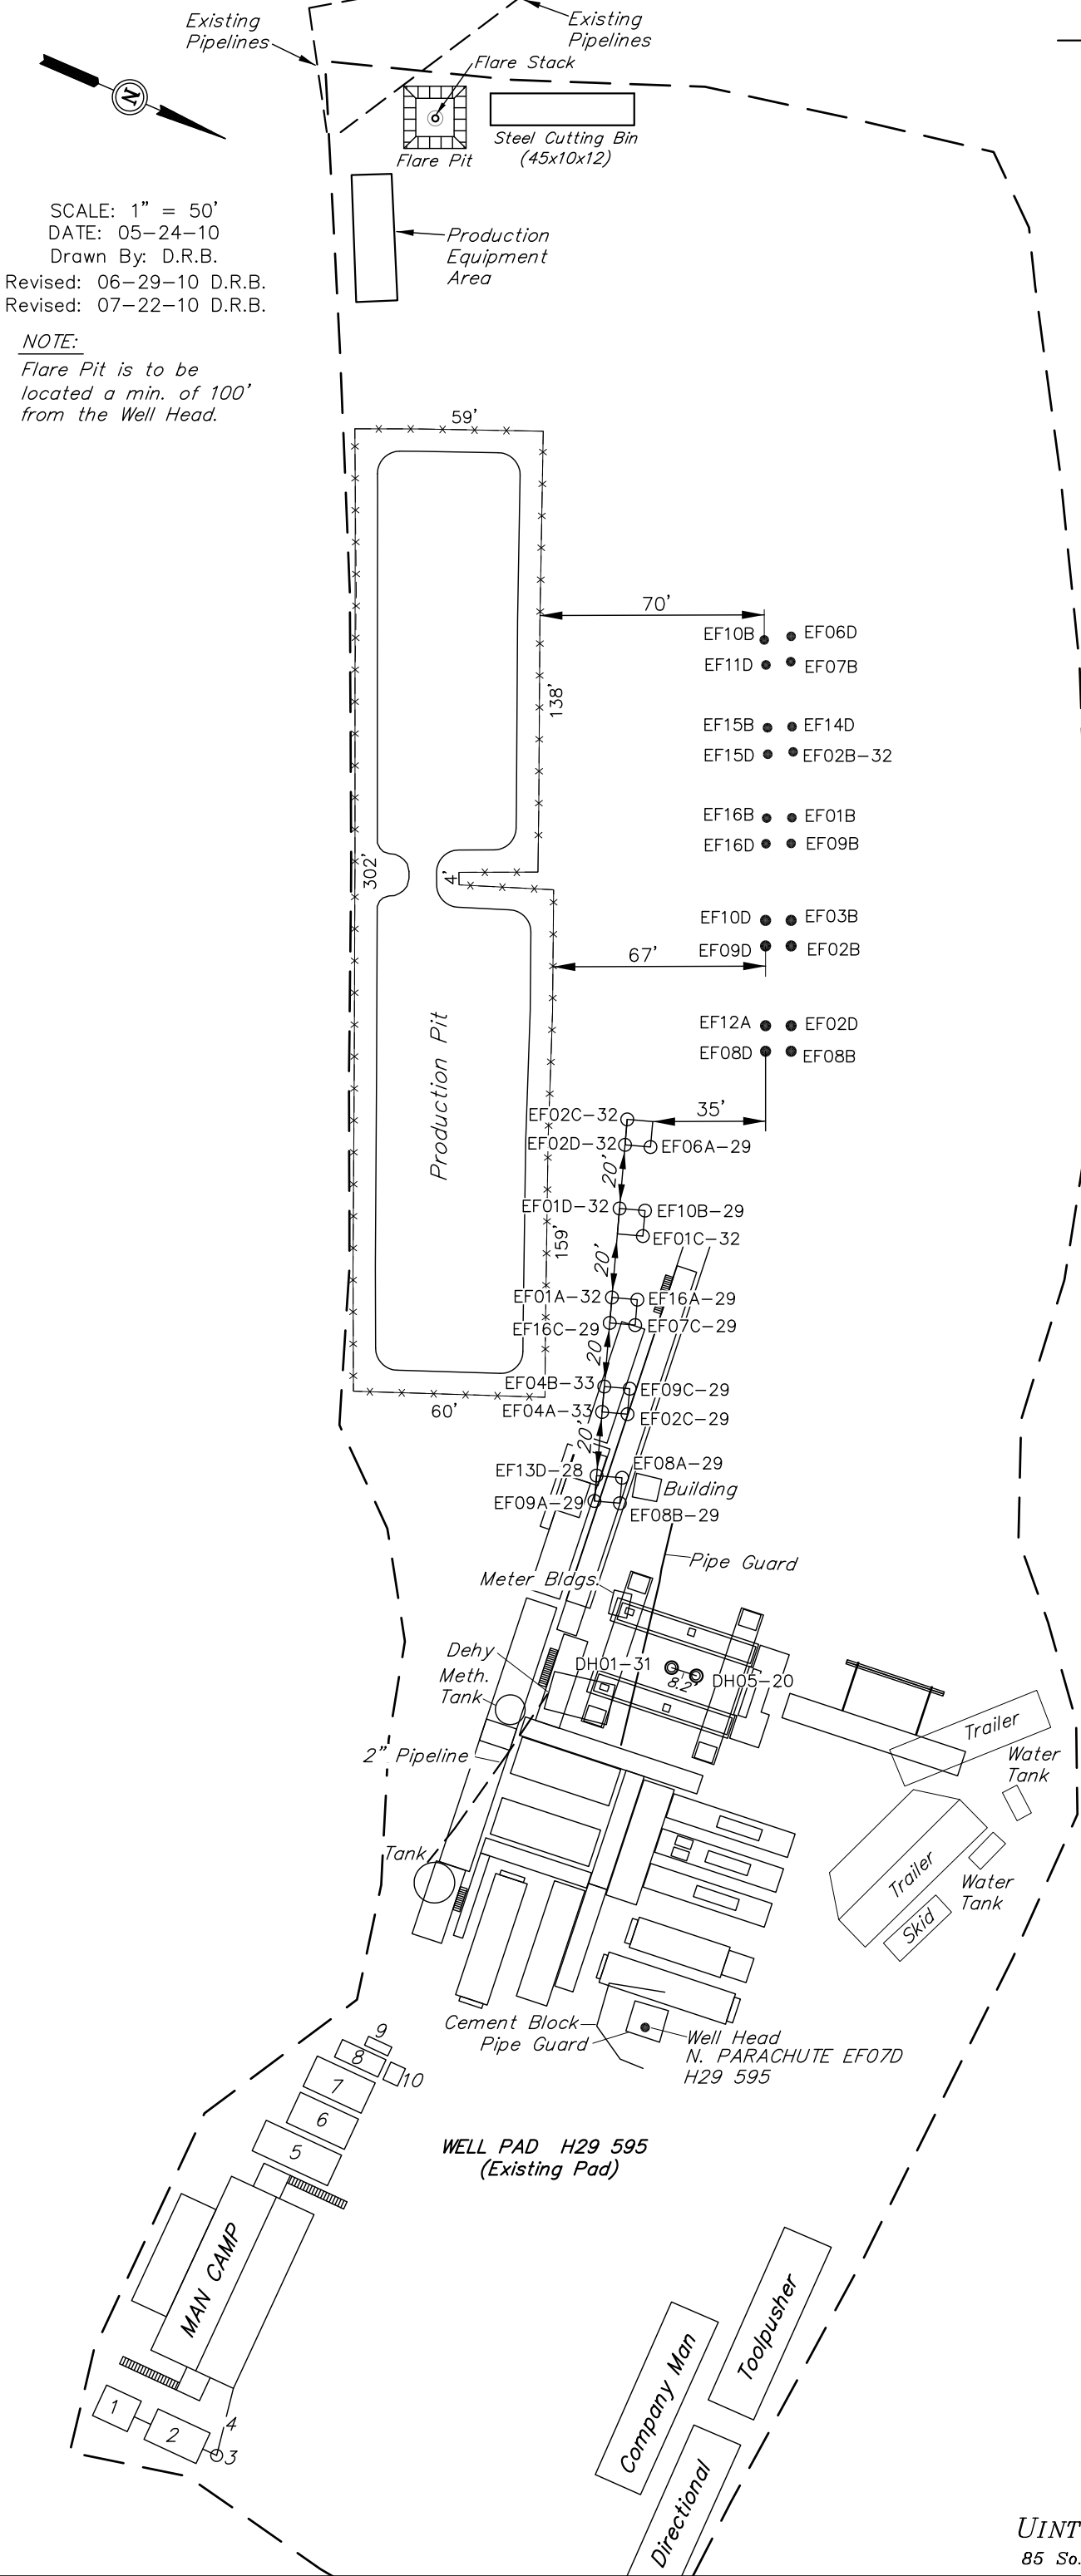 Existing
Pipelines
Existing
Pipelines
Flare Stack
N
Steel Cutting Bin
(45x10x12)
Flare Pit
SCALE: 1" = 50'
DATE: 05-24-10
Drawn By: D.R.B.
Revised: 06-29-10 D.R.B.
Revised: 07-22-10 D.R.B.
Production
Equipment
Area
NOTE:
Flare Pit is to be
located a min. of 100'
from the Well Head.
59'
70'
EF10B
EF06D
EF11D
EF07B
138'
EF15B
EF14D
EF15D
EF02B-32
EF16B
EF01B
EF16D
EF09B
302'
4'
EF10D
EF03B
EF09D
EF02B
67'
EF12A
EF02D
EF08D
EF08B
Production Pit
35'
EF02C-32
EF02D-32
EF06A-29
20'
EF01D-32
EF10B-29
EF01C-32
159'
20'
EF01A-32
EF16A-29
EF16C-29
EF07C-29
20'
EF04B-33
EF09C-29
EF04A-33
EF02C-29
60'
20'
EF13D-28
EF08A-29
EF09A-29
EF08B-29
Building
Pipe Guard
Meter Bldgs.
Dehy
DH01-31
8.2'
DH05-20
Meth.
Tank
2" Pipeline
Trailer
Water
Tank
Tank
Trailer
Water
Tank
Skid
Cement Block
Pipe Guard
Well Head
N. PARACHUTE EF07D
H29 595
9
8
10
7
6
5
WELL PAD H29 595
(Existing Pad)
MAN CAMP
1
2
4
3
Toolpusher
Company Man
Directional
UINT
85 So.